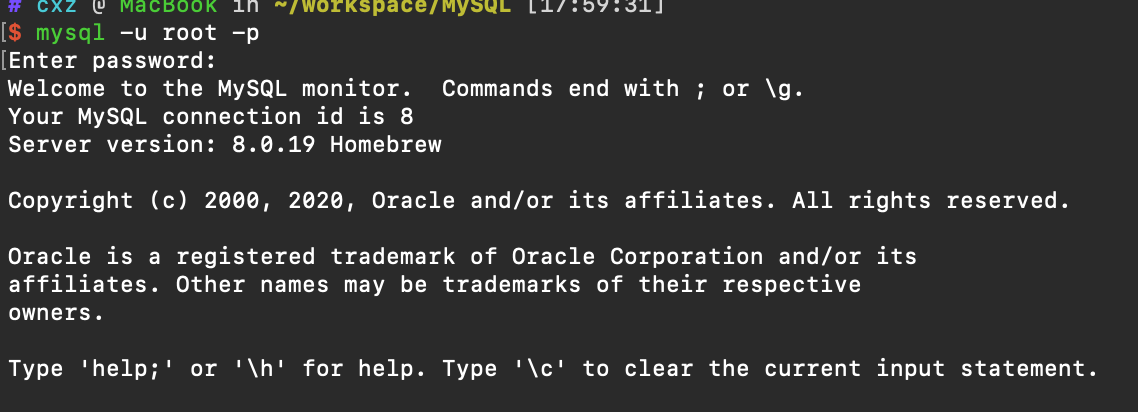 # cxz @ MacBook in ~/Workspace/MySQL [17:59:31]
[$ mysql -u root -p
[Enter password:
Welcome to the MySQL monitor.  Commands end with ; or \g.
Your MySQL connection id is 8
Server version: 8.0.19 Homebrew

Copyright (c) 2000, 2020, Oracle and/or its affiliates. All rights reserved.

Oracle is a registered trademark of Oracle Corporation and/or its
affiliates. Other names may be trademarks of their respective
owners.

Type 'help;' or '\h' for help. Type '\c' to clear the current input statement.